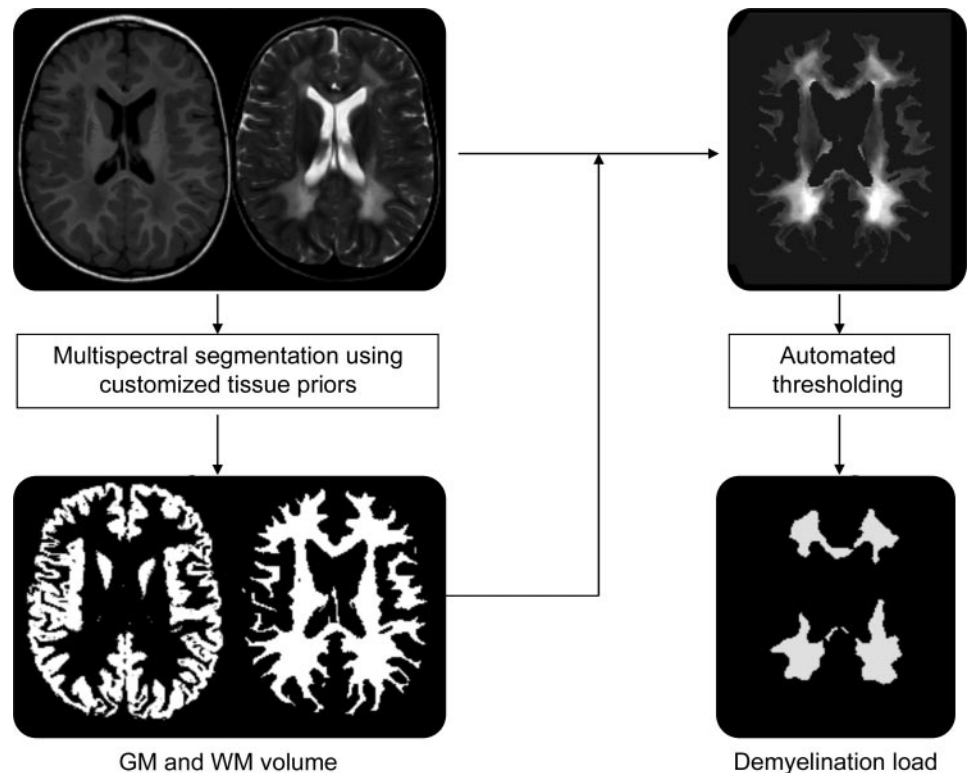 Multispectral segmentation using
customized tissue priors
Automated
thresholding
GM and WM volume
Demyelination load